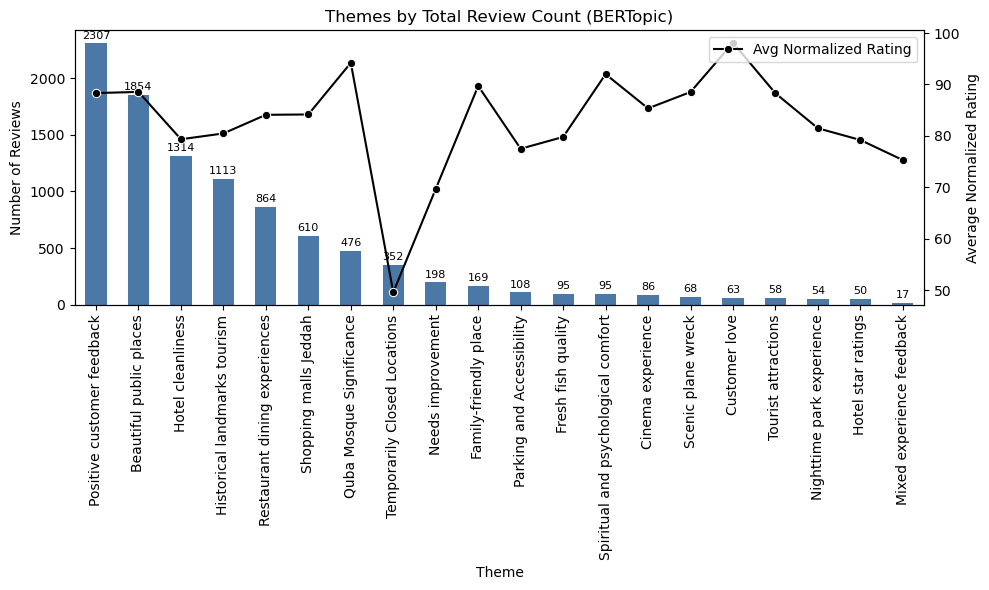 Themes by Total Review Count (BERTopic)
Avg Normalized Rating
Number of Reviews
2000
1500
1000
500
0
2307
1854
1314
1113
864
610
476
352
198
169
108
95
95
86
68
63
58
54
50
17
100
90
80
70
60
50
Average Normalized Rating
Positive customer feedback
Beautiful public places
Hotel cleanliness
Historical landmarks tourism
Restaurant dining experiences
Shopping malls Jeddah
Quba Mosque Significance
Temporarily Closed Locations
Needs improvement
Family-friendly place
Parking and Accessibility
Fresh fish quality
Spiritual and psychological comfort
Cinema experience
Scenic plane wreck
Customer love
Tourist attractions
Nighttime park experience
Hotel star ratings
Mixed experience feedback
Theme